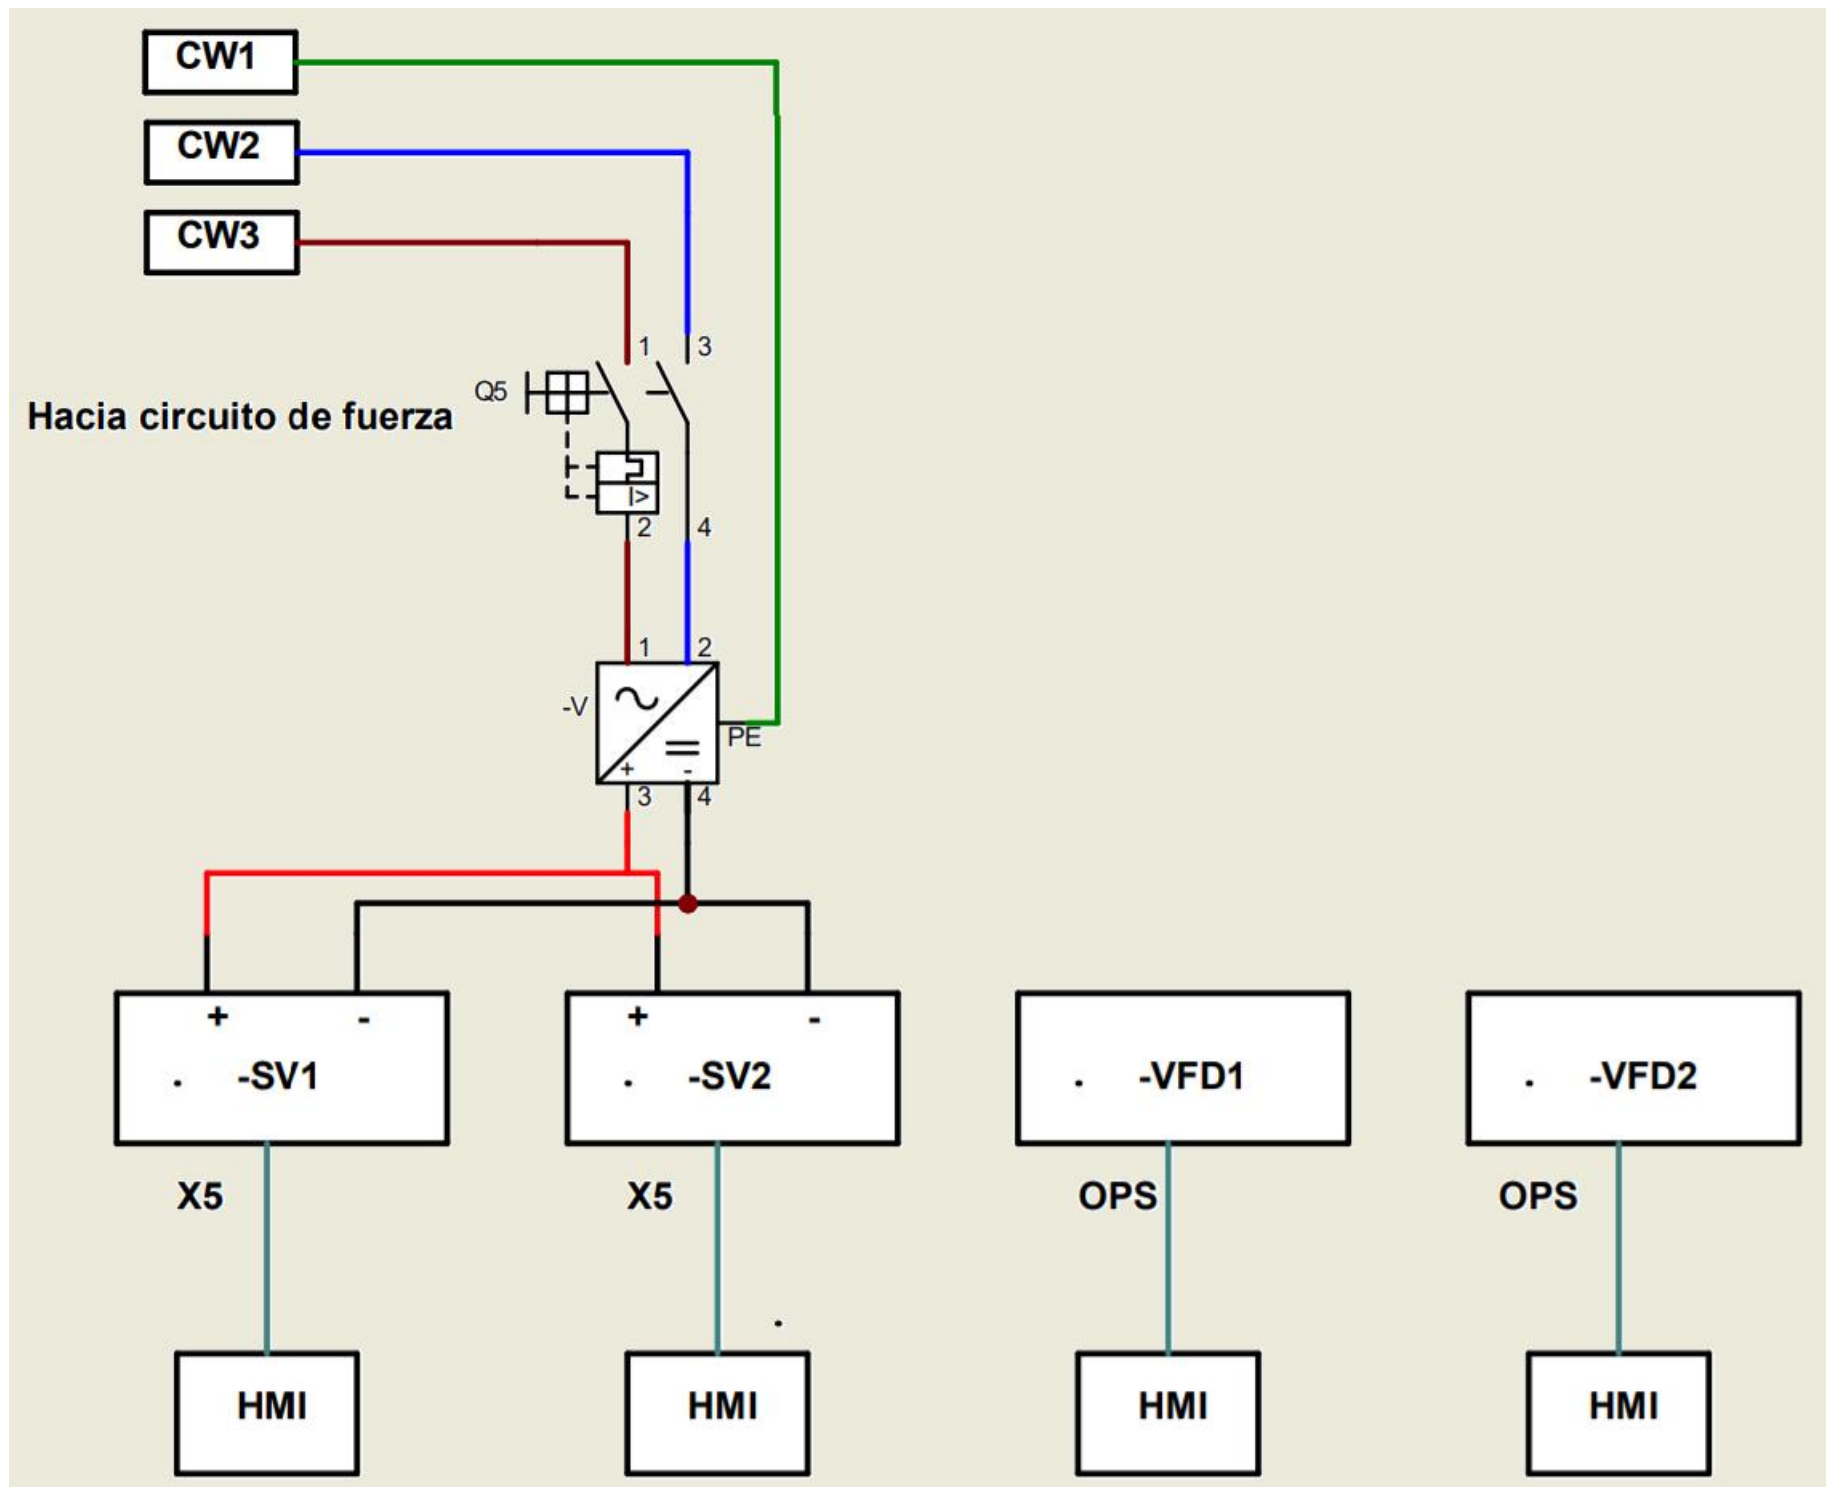 CW1
CW2
CW3
1 3
Q5
Hacia circuito de fuerza
I>
2 4
1 2
-V
PE
+ -
3 4
+ - + -
. -SV1 . -SV2 . -VFD1 . -VFD2
X5 X5 OPS OPS
HMI HMI HMI HMI